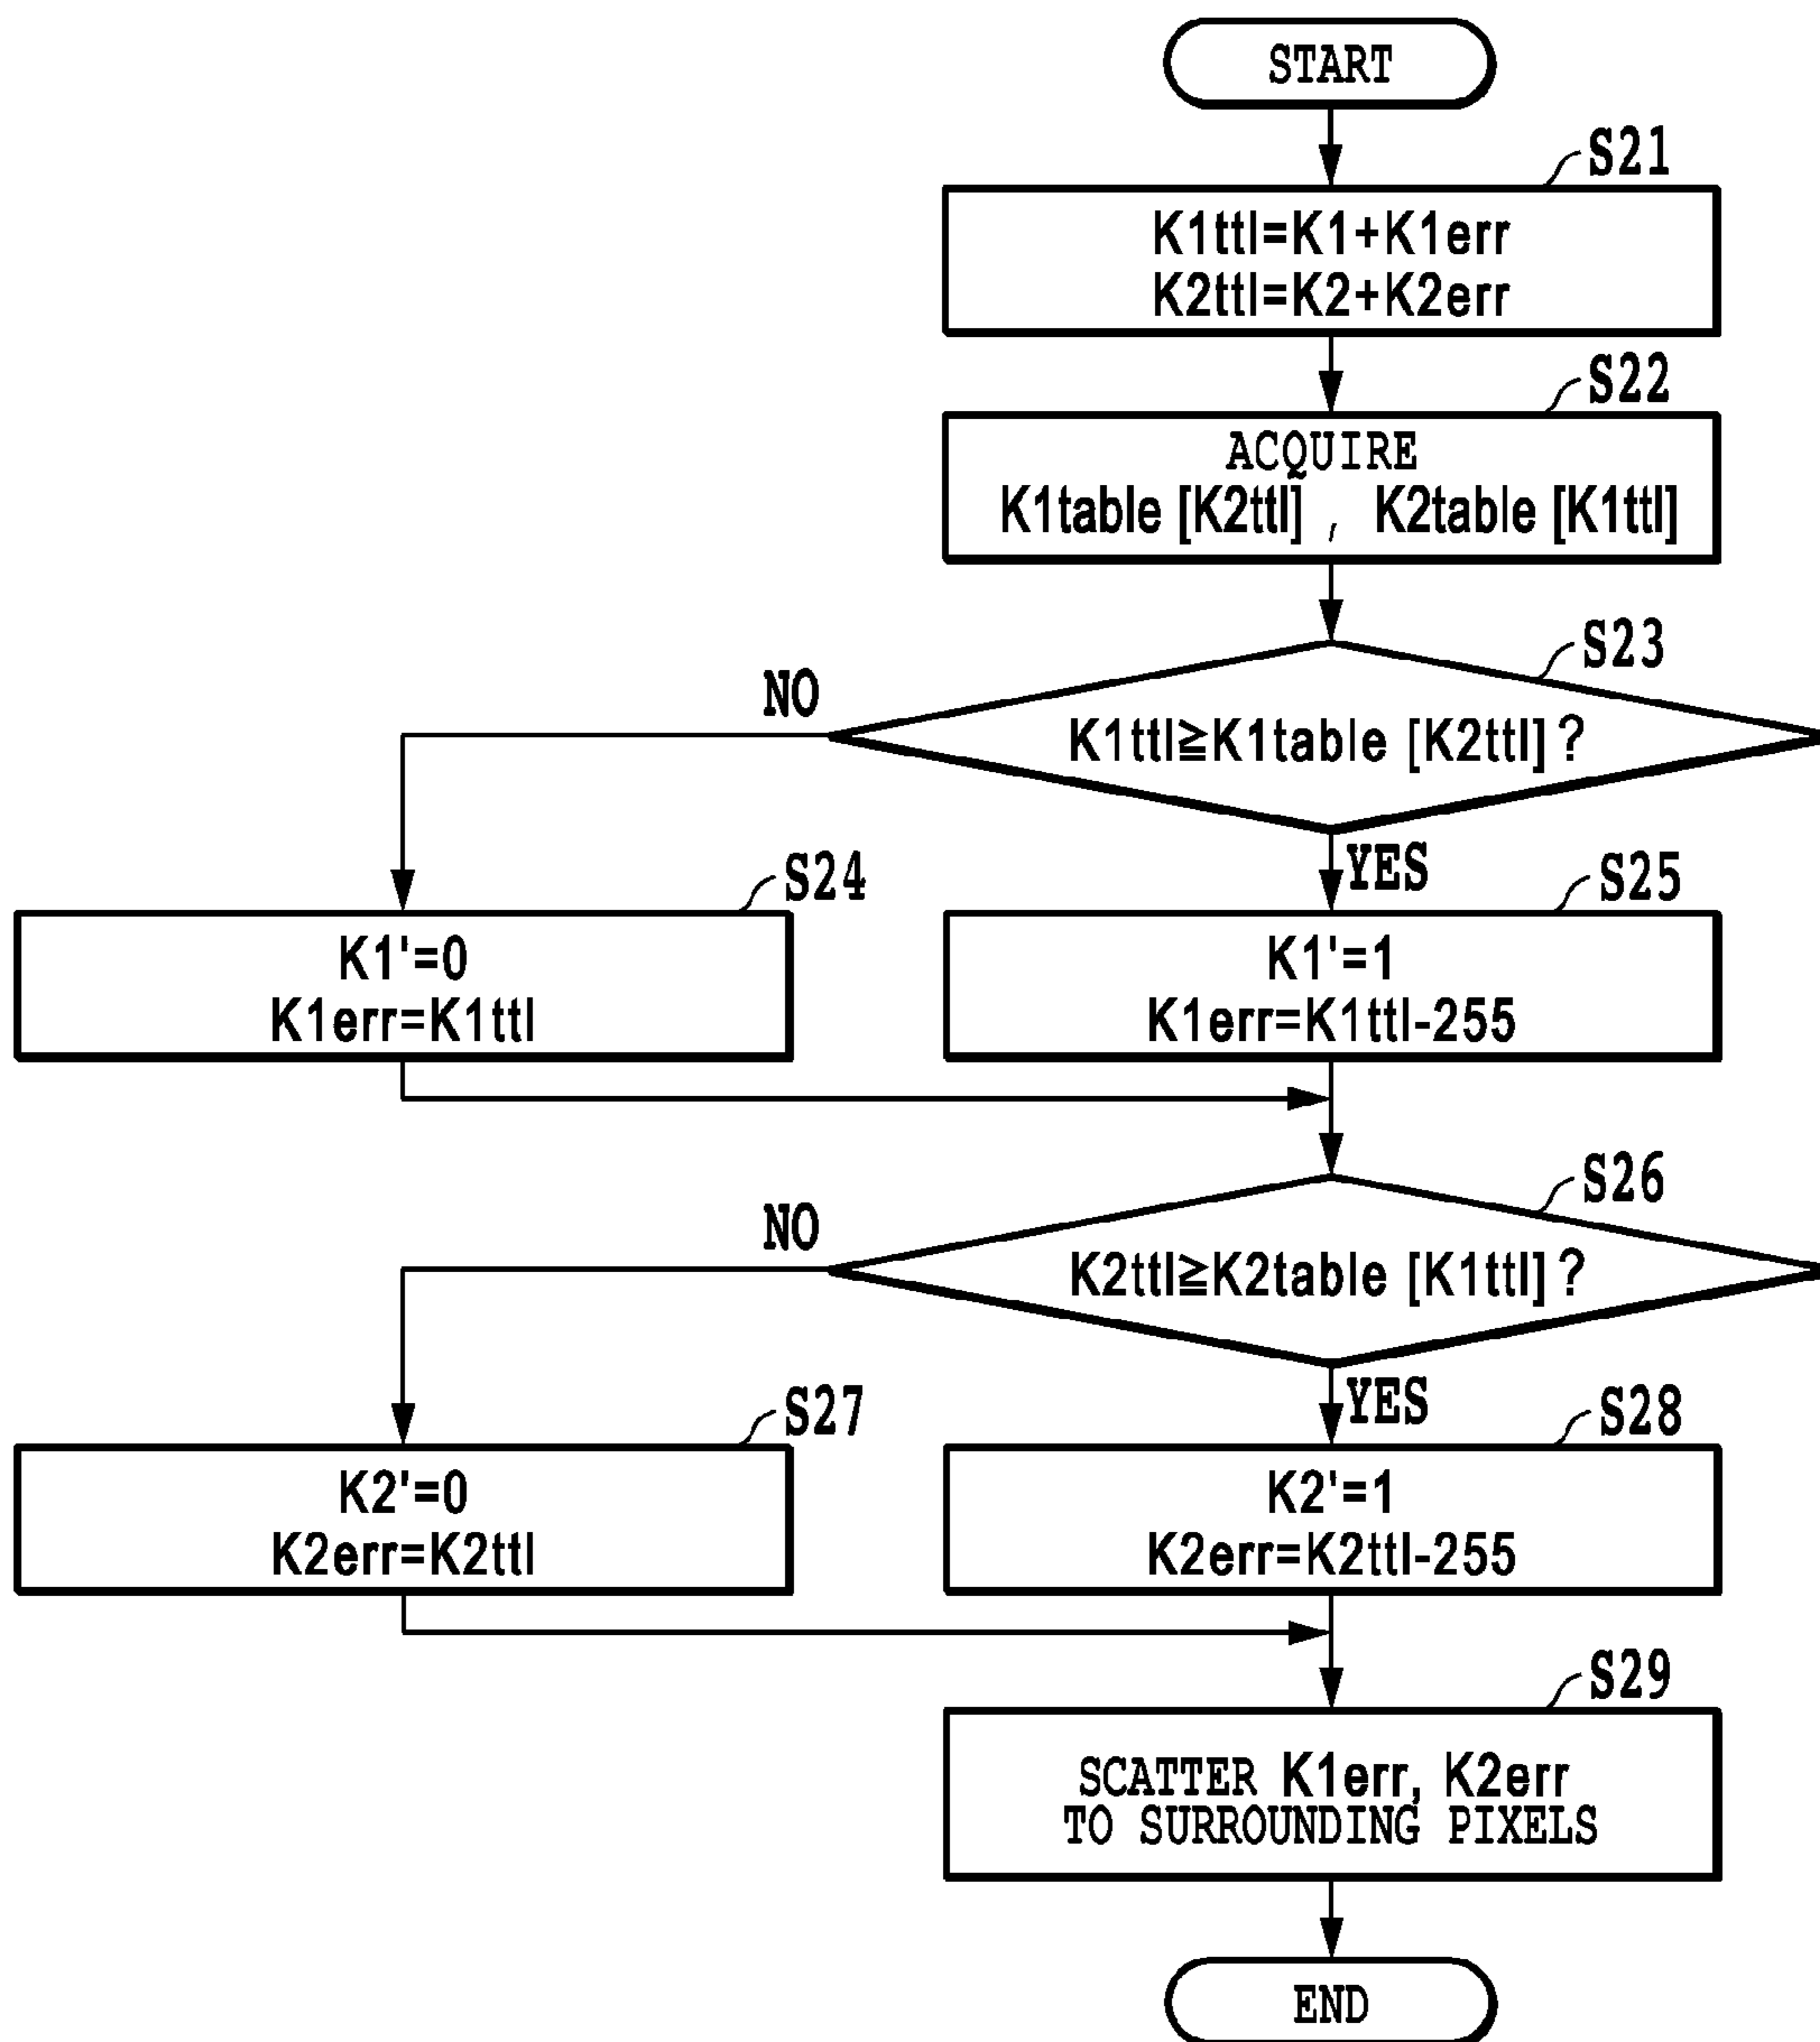 START
S21
K1ttl=K1+K1err
K2ttl=K2+K2err
S22
ACQUIRE
K1table [K2ttl] , K2table [K1ttl]
S23
NO
K1ttl≧K1table [K2ttl] ?
YES
S24
S25
K1'=0
K1err=K1ttl
K1'=1
K1err=K1ttl-255
S26
NO
K2ttl≧K2table [K1ttl] ?
YES
S27
S28
K2'=0
K2err=K2ttl
K2'=1
K2err=K2ttl-255
S29
SCATTER K1err, K2err
TO SURROUNDING PIXELS
END